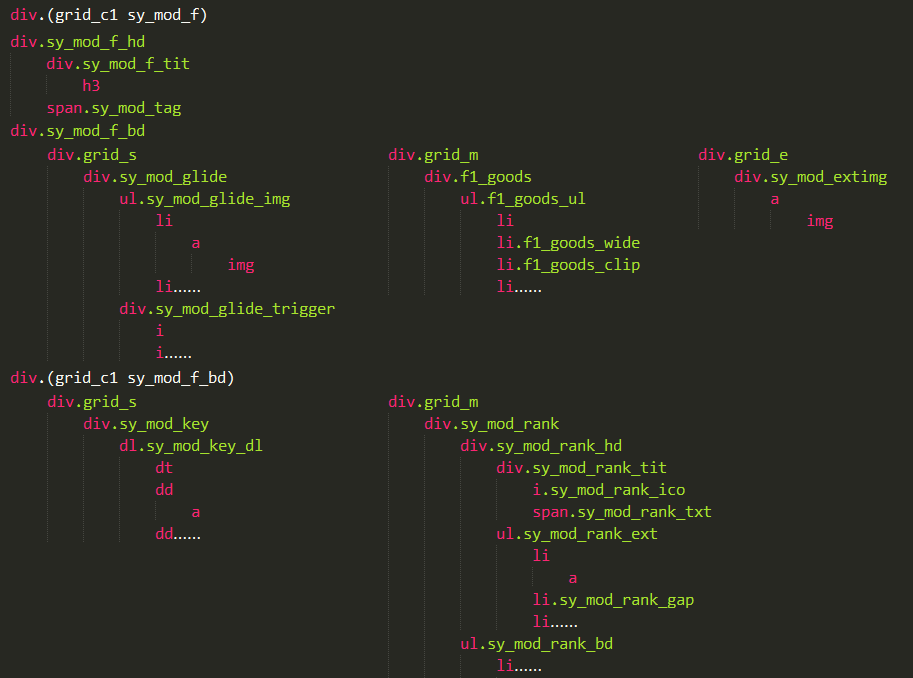 div.(grid_c1 sy_mod_f)
div.sy_mod_f_hd
div.sy_mod_f_tit
h3
span.sy_mod_tag
div.sy_mod_f_bd
div.grid_s
div.sy_mod_glide
ul.sy_mod_glide_img
li
a
img
li......
div.sy_mod_glide_trigger
i
i......
div.grid_m
div.f1_goods
ul.f1_goods_ul
li
li.f1_goods_wide
li.f1_goods_clip
li......
div.grid_e
div.sy_mod_extimg
a
img
div.(grid_c1 sy_mod_f_bd)
div.grid_s
div.sy_mod_key
dl.sy_mod_key_dl
dt
dd
a
dd......
div.grid_m
div.sy_mod_rank
div.sy_mod_rank_hd
div.sy_mod_rank_tit
i.sy_mod_rank_ico
span.sy_mod_rank_txt
ul.sy_mod_rank_ext
li
a
li.sy_mod_rank_gap
li......
ul.sy_mod_rank_bd
li......